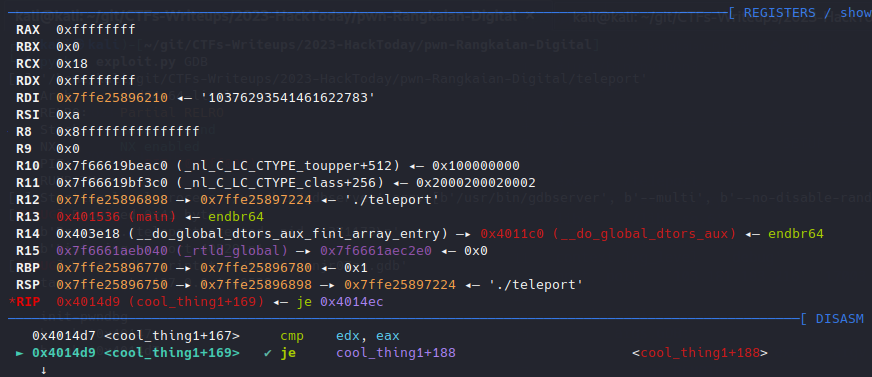 [ REGISTERS / show
RAX 0xffffffff
RBX 0x0
RCX 0x18
RDX 0xffffffff
RDI 0x7ffe25896210 ◂— '10376293541461622783'
RSI 0xa
R8 0x8fffffffffffffff
R9 0x0
R10 0x7f66619beac0 (_nl_C_LC_CTYPE_toupper+512) ◂— 0x100000000
R11 0x7f66619bf3c0 (_nl_C_LC_CTYPE_class+256) ◂— 0x2000200020002
R12 0x7ffe25896898 —▸ 0x7ffe25897224 ◂— './teleport'
R13 0x401536 (main) ◂— endbr64
R14 0x403e18 (__do_global_dtors_aux_fini_array_entry) —▸ 0x4011c0 (__do_global_dtors_aux) ◂— endbr64
R15 0x7f6661aeb040 (_rtld_global) —▸ 0x7f6661aec2e0 ◂— 0x0
RBP 0x7ffe25896770 —▸ 0x7ffe25896780 ◂— 0x1
RSP 0x7ffe25896750 —▸ 0x7ffe25896898 —▸ 0x7ffe25897224 ◂— './teleport'
*RIP 0x4014d9 (cool_thing1+169) ◂— je 0x4014ec
[ DISASM
0x4014d7 <cool_thing1+167> cmp edx, eax
► 0x4014d9 <cool_thing1+169> ✔ je cool_thing1+188 <cool_thing1+188>
↓